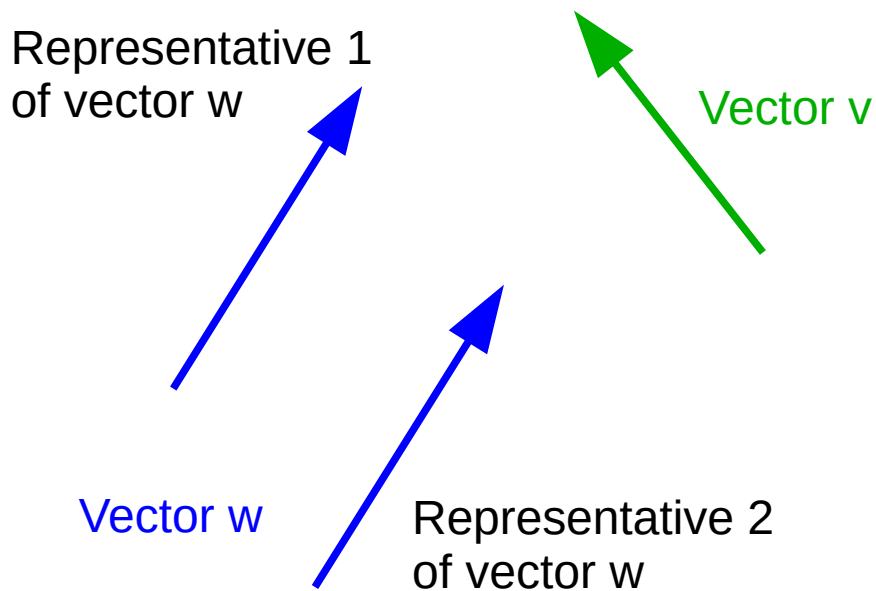 Representative 1
of vector w
Vector v
Vector w
Representative 2
of vector w